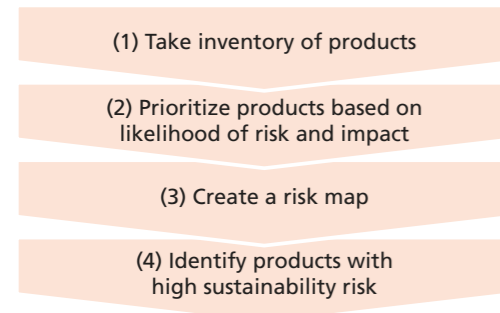 (1) Take inventory of products
(2) Prioritize products based on
likelihood of risk and impact
(3) Create a risk map
(4) Identify products with
high sustainability risk